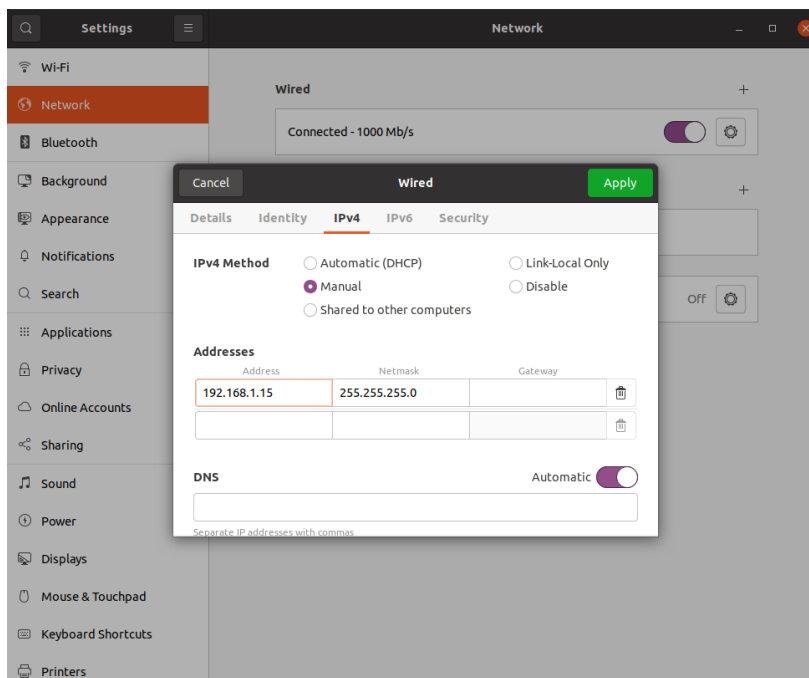 Settings
Network
Wi-Fi
Network
Bluetooth
Background
Appearance
Notifications
Search
Applications
Privacy
Online Accounts
Sharing
Sound
Power
Displays
Mouse & Touchpad
Keyboard Shortcuts
Printers
Wired
Connected - 1000 Mb/s
Off
Cancel
Wired
Apply
Details Identity IPv4 IPv6 Security
IPv4 Method
Automatic (DHCP) Link-Local Only
Manual Disable
Shared to other computers
Addresses
Address Netmask Gateway
192.168.1.15 255.255.255.0
DNS Automatic
Separate IP addresses with commas